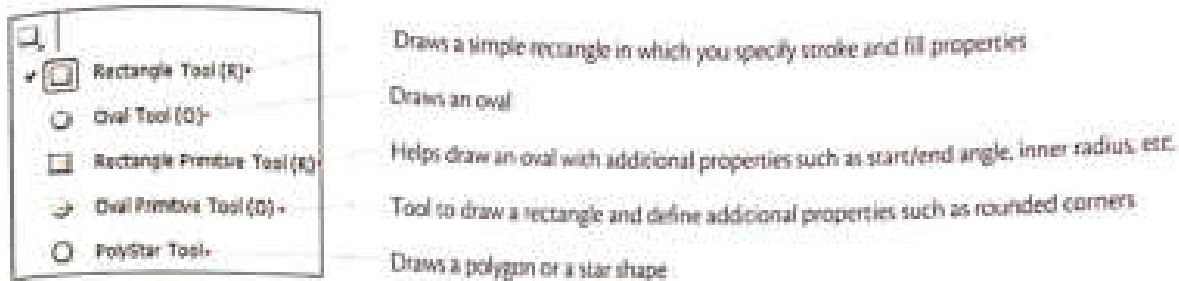 Rectangle Tool (R)
Draws a simple rectangle in which you specify stroke and fill properties
Oval Tool (O)
Draws an oval
Rectangle Primitive Tool (R)
Helps draw an oval with additional properties such as start/end angle, inner radius, etc.
Oval Primitive Tool (O)
Tool to draw a rectangle and define additional properties such as rounded corners
PolyStar Tool
Draws a polygon or a star shape